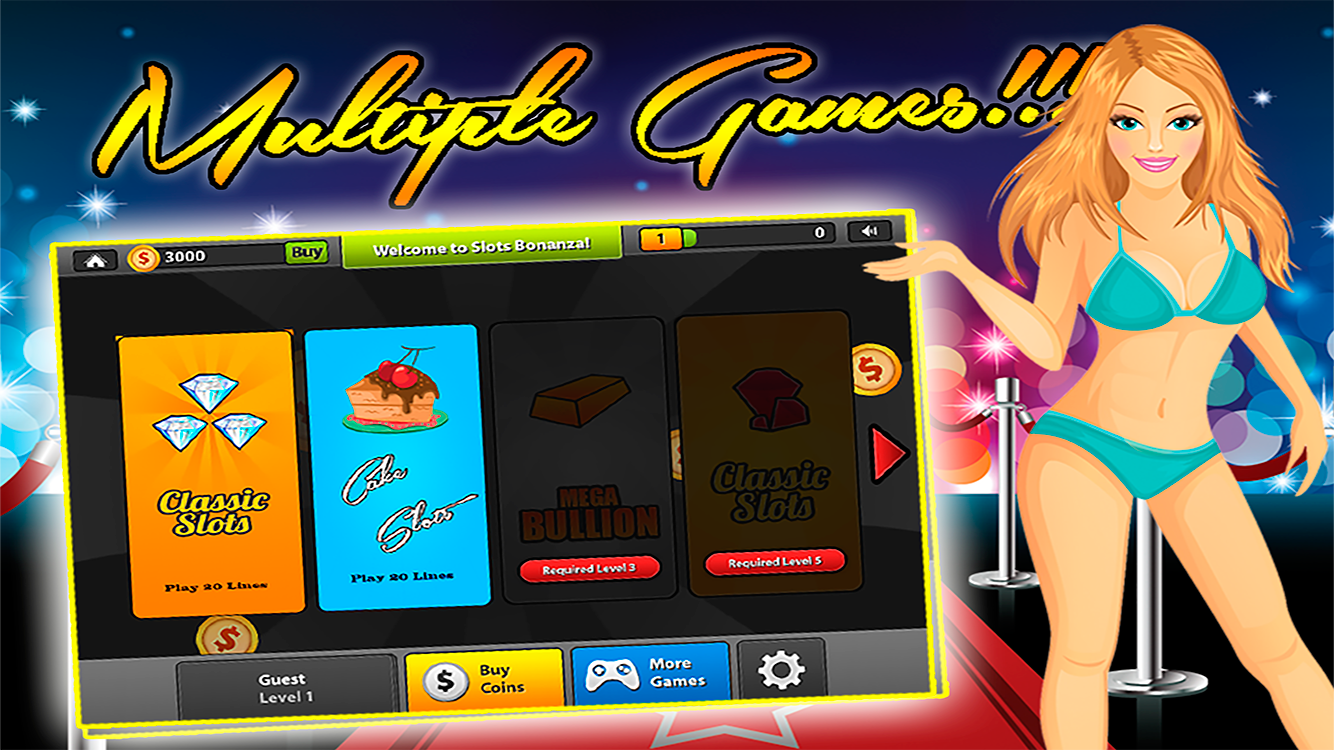 Multiple Games!!!
$ 3000 Buy Welcome to Slots Bonanza! 1 0
Classic
Slots
Play 20 Lines
Cake
Slots
Play 20 Lines
MEGA
BULLION
Required Level 3
Classic
Slots
Required Level 5
$
$
Guest
Level 1
$ Buy
Coins
More
Games